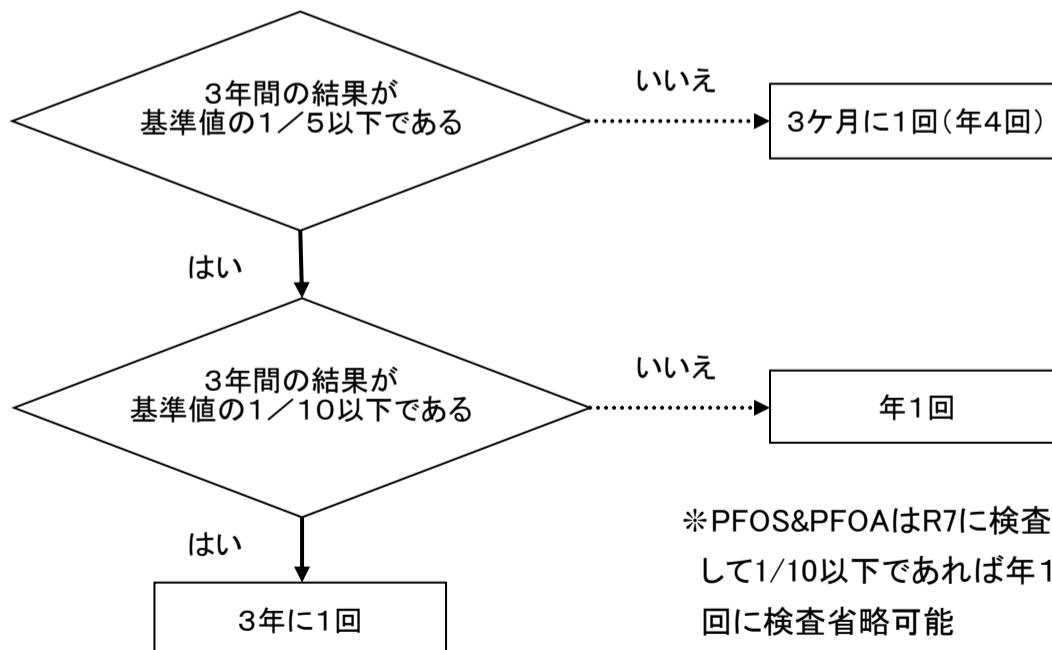 3年間の結果が
基準値の1／5以下である
いいえ
3ケ月に1回(年4回)
はい
3年間の結果が
基準値の1／10以下である
いいえ
年1回
はい
3年に1回
※PFOS&PFOAはR7に検査
して1/10以下であれば年1
回に検査省略可能